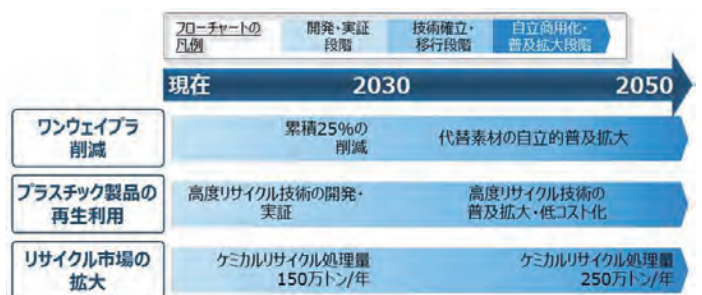 フローチャートの
凡例
開発・実証
段階
技術確立・
移行段階
自立商用化・
普及拡大段階
現在 2030 2050
ワンウェイプラ
削減
累積25%の
削減
代替素材の自立的普及拡大
プラスチック製品の
再生利用
高度リサイクル技術の開発・
実証
高度リサイクル技術の
普及拡大・低コスト化
リサイクル市場の
拡大
ケミカルリサイクル処理量
150万トン/年
ケミカルリサイクル処理量
250万トン/年